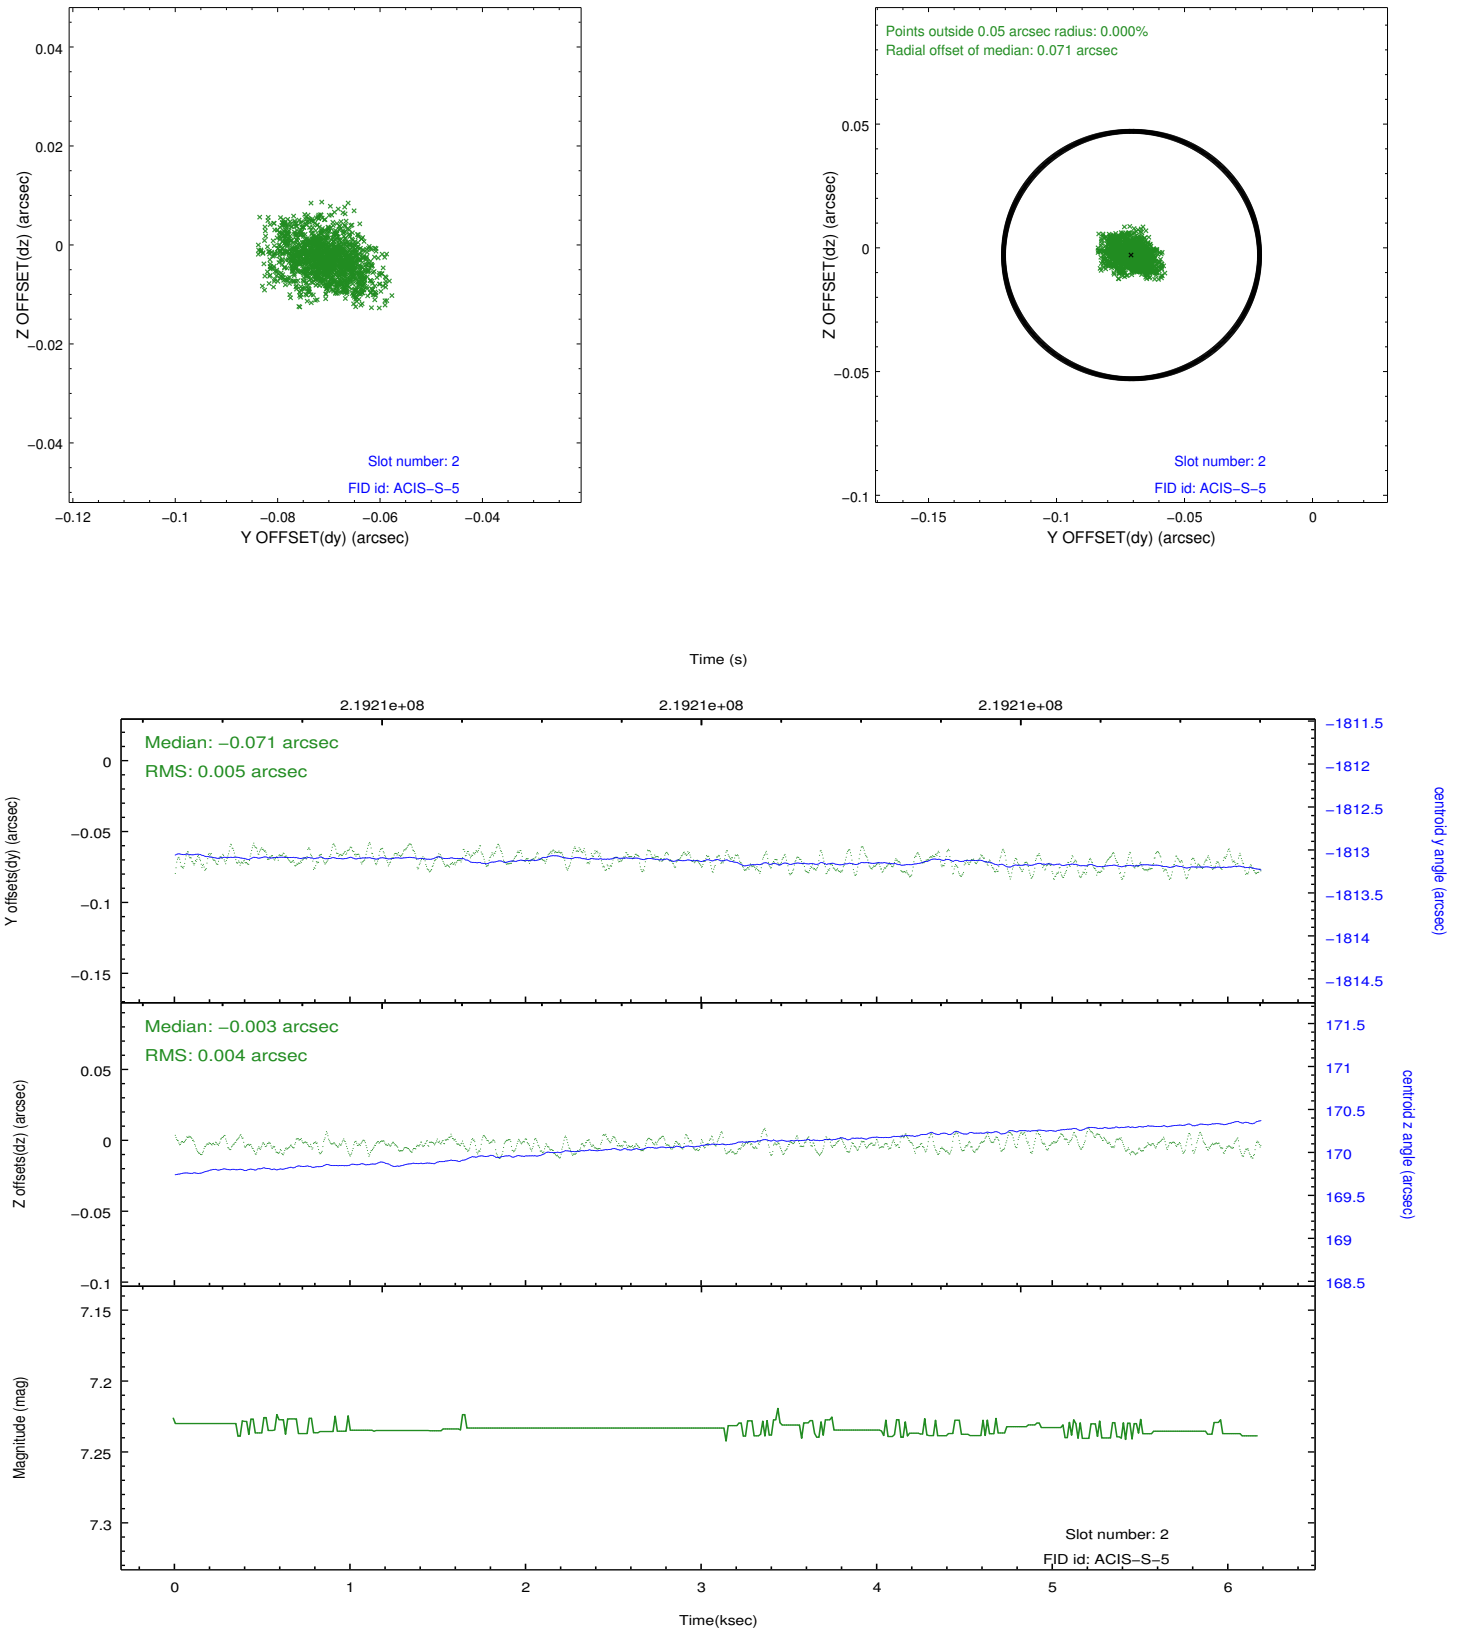 0.04
0.02
0
−0.02
−0.04
Z OFFSET(dz) (arcsec)
Slot number: 2
FID id: ACIS−S−5
−0.12
−0.1
−0.08
−0.06
−0.04
Y OFFSET(dy) (arcsec)
Points outside 0.05 arcsec radius: 0.000%
Radial offset of median: 0.071 arcsec
0.05
0
−0.05
−0.1
Z OFFSET(dz) (arcsec)
Slot number: 2
FID id: ACIS−S−5
−0.15
−0.1
−0.05
0
Y OFFSET(dy) (arcsec)
Time (s)
2.1921e+08
2.1921e+08
2.1921e+08
Median: −0.071 arcsec
RMS: 0.005 arcsec
0
−0.05
−0.1
−0.15
Y offsets(dy) (arcsec)
−1811.5
−1812
−1812.5
−1813
−1813.5
−1814
−1814.5
centroid y angle (arcsec)
Median: −0.003 arcsec
RMS: 0.004 arcsec
0.05
0
−0.05
−0.1
Z offsets(dz) (arcsec)
171.5
171
170.5
170
169.5
169
168.5
centroid z angle (arcsec)
7.15
7.2
7.25
7.3
Magnitude (mag)
Slot number: 2
FID id: ACIS−S−5
0
1
2
3
4
5
6
Time(ksec)